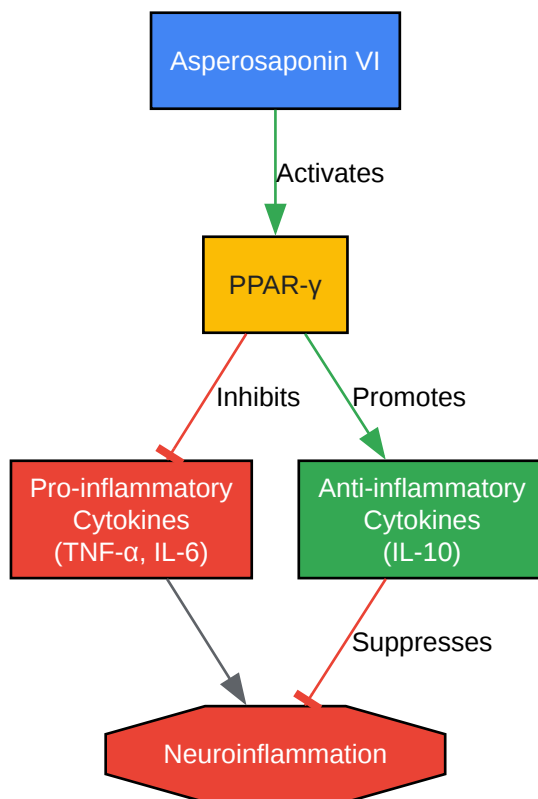 Asperosaponin VI
Activates
PPAR-γ
Inhibits
Promotes
Pro-inflammatory
Cytokines
(TNF-α, IL-6)
Anti-inflammatory
Cytokines
(IL-10)
Suppresses
Neuroinflammation